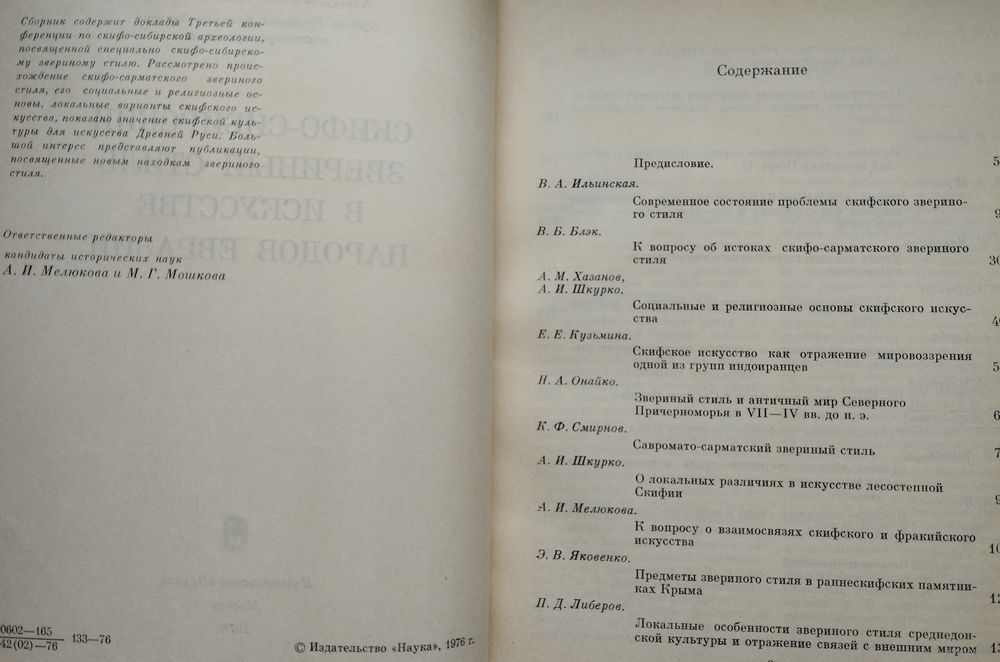 Сборник содержит доклады Третьей кон-
ференции по скифо-сибирской археологии,
посвященной специально скифо-сибирско-
му звериному стилю. Рассмотрено проис-
хождение скифо-сарматского звериного
стиля, его социальные и религиозные ос-
новы, локальные варианты скифского ис-
кусства, показано значение скифской куль-
туры для искусства Древней Руси. Боль-
шой интерес представляют публикации,
посвященные новым находкам звериного
стиля.
Ответственные редакторы
кандидаты исторических наук
А. И. Мелюкова и М. Г. Мошкова
0602—165
42(02)—76
133—76
© Издательство «Наука», 1976 г.
Содержание
Предисловие. 5
В. А. Ильинская.
Современное состояние проблемы скифского зверино-
го стиля 9
В. Б. Блэк.
К вопросу об истоках скифо-сарматского звериного
стиля 30
А. М. Хазанов,
А. И. Шкурко.
Социальные и религиозные основы скифского искус-
ства
Е. Е. Кузьмина.
Скифское искусство как отражение мировоззрения
одной из групп индоиранцев
Н. А. Онайко.
Звериный стиль и античный мир Северного
Причерноморья в VII—IV вв. до н. э.
К. Ф. Смирнов.
Савромато-сарматский звериный стиль
А. И. Шкурко.
О локальных различиях в искусстве лесостепной
Скифии
А. И. Мелюкова.
К вопросу о взаимосвязях скифского и фракийского
искусства
Э. В. Яковенко.
Предметы звериного стиля в раннескифских памятни-
ках Крыма
П. Д. Либеров.
Локальные особенности звериного стиля среднедон-
ской культуры и отражение связей с внешним миром